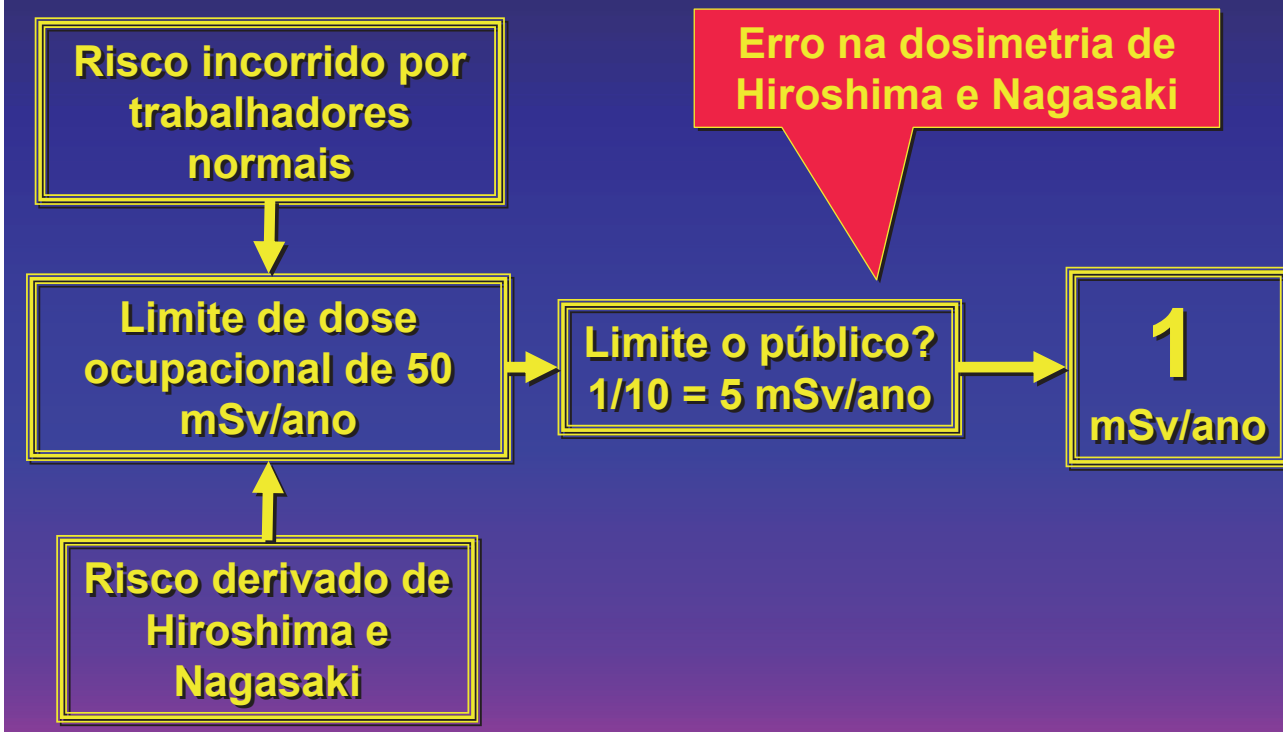 Risco incorrido por
trabalhadores
normais
Erro na dosimetria de
Hiroshima e Nagasaki
Limite de dose
ocupacional de 50
mSv/ano
Limite o público?
1/10 = 5 mSv/ano
1
mSv/ano
Risco derivado de
Hiroshima e
Nagasaki